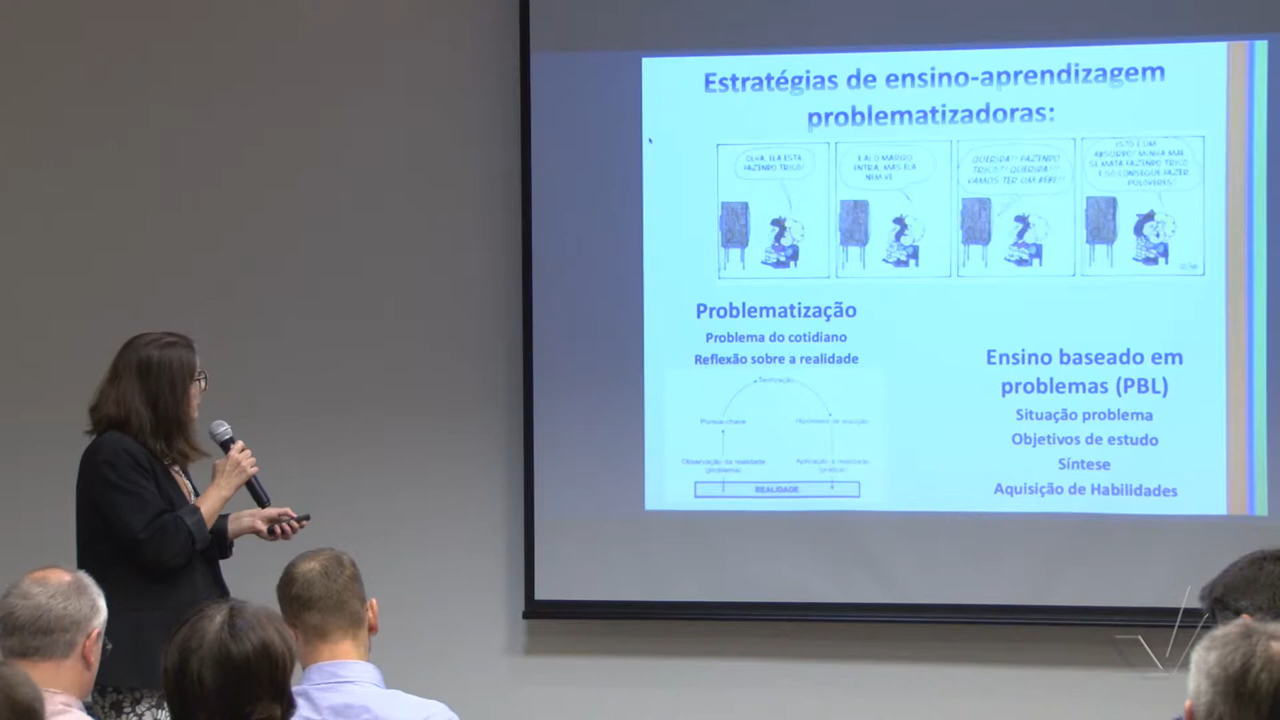 Estratégias de ensino-aprendizagem
problematizadoras:
OLHA, ELA ESTÁ
FAZENDO TRICÔ!
E AÍ O MARIDO
ENTRA, MAS ELA
NEM VÊ
QUERIDA!! FAZENDO
TRICÔ?! QUERIDA!!!
VAMOS TER UM BEBÊ!!
ISTO É UM
ABSURDO! MINHA MÃE
SE MATA FAZENDO TRICÔ
E SÓ CONSEGUE FAZER
PULÔVERES!
Problematização
Problema do cotidiano
Reflexão sobre a realidade
Teorização
Pontos-chave
Hipóteses de solução
Observação da realidade
(problema)
Aplicação à realidade
(prática)
REALIDADE
Ensino baseado em
problemas (PBL)
Situação problema
Objetivos de estudo
Síntese
Aquisição de Habilidades